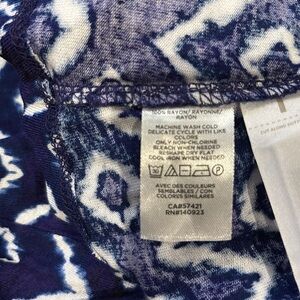 100% RAYON/ RAYONNE/
RAYON
MACHINE WASH COLD
DELICATE CYCLE WITH LIKE
COLORS
ONLY NON-CHLORINE
BLEACH WHEN NEEDED
RESHAPE DRY FLAT
COOL IRON WHEN NEEDED
30
AVEC DES COULEURS
SEMBLABLES / CON
COLORES SIMILARES
CA#57421
RN#140923